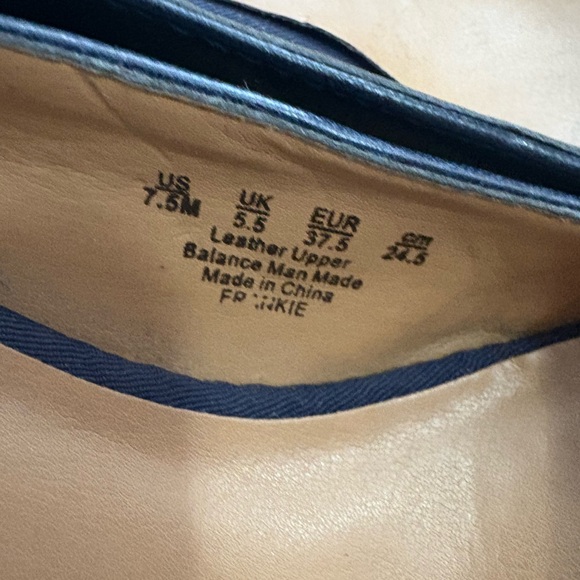 US UK EUR cm
7.5M 5.5 37.5 24.5
Leather Upper
Balance Man Made
Made in China